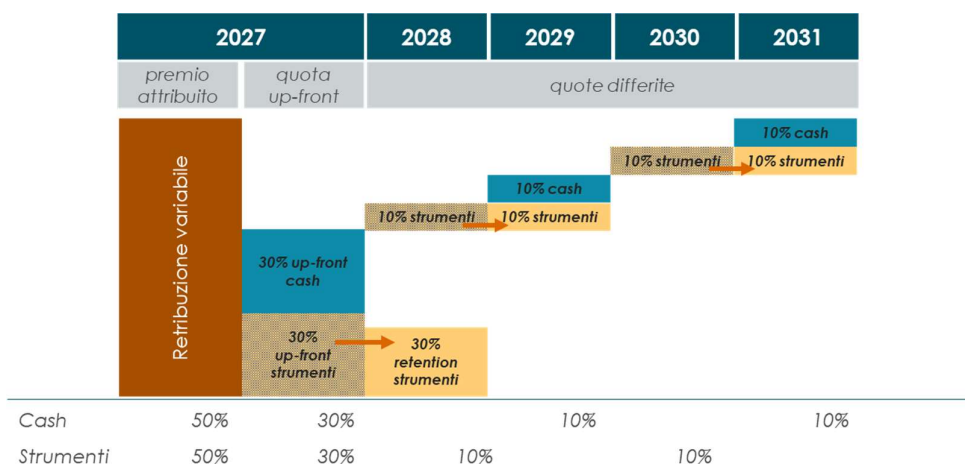 2027 2028 2029 2030 2031
premio
attribuito
quota
up-front
quote differite
Retribuzione variabile
10% cash
10% strumenti
10% strumenti
10% cash
10% strumenti
10% strumenti
30% up-front
cash
30%
up-front
strumenti
30%
retention
strumenti
Cash 50% 30% 10% 10%
Strumenti 50% 30% 10% 10%